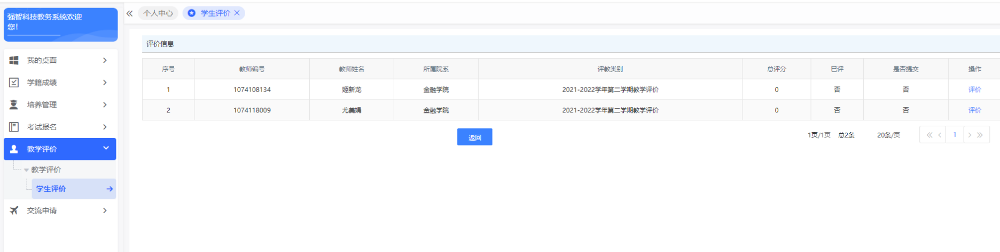 强智科技教务系统欢迎
您!
我的桌面
学籍成绩
培养管理
考试报名
教学评价
教学评价
学生评价
交流申请
个人中心 学生评价
评价信息
序号 教师编号 教师姓名 所属院系 评教类别 总评分 已评 是否提交 操作
1 1074108134 姬新龙 金融学院 2021-2022学年第二学期教学评价 0 否 否 评价
2 1074118009 尤美娟 金融学院 2021-2022学年第二学期教学评价 0 否 否 评价
返回
1页/1页 总2条 20条/页 1